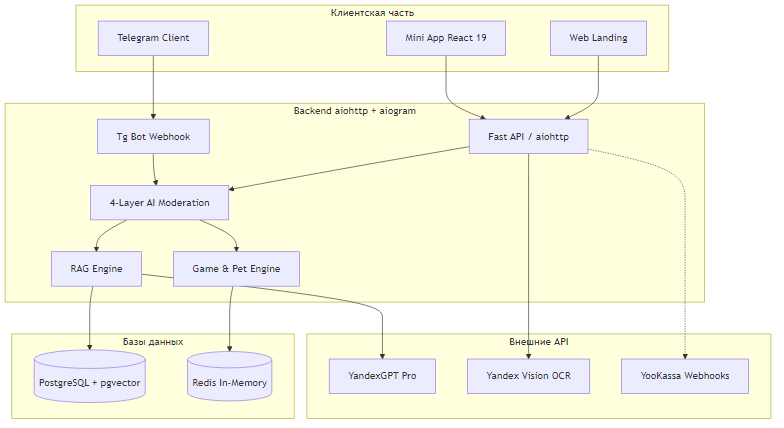 Клиентская часть
Telegram Client
Mini App React 19
Web Landing
Backend aiohttp + aiogram
Tg Bot Webhook
Fast API / aiohttp
4-Layer AI Moderation
RAG Engine
Game & Pet Engine
Базы данных
Внешние API
PostgreSQL + pgvector
Redis In-Memory
YandexGPT Pro
Yandex Vision OCR
YooKassa Webhooks